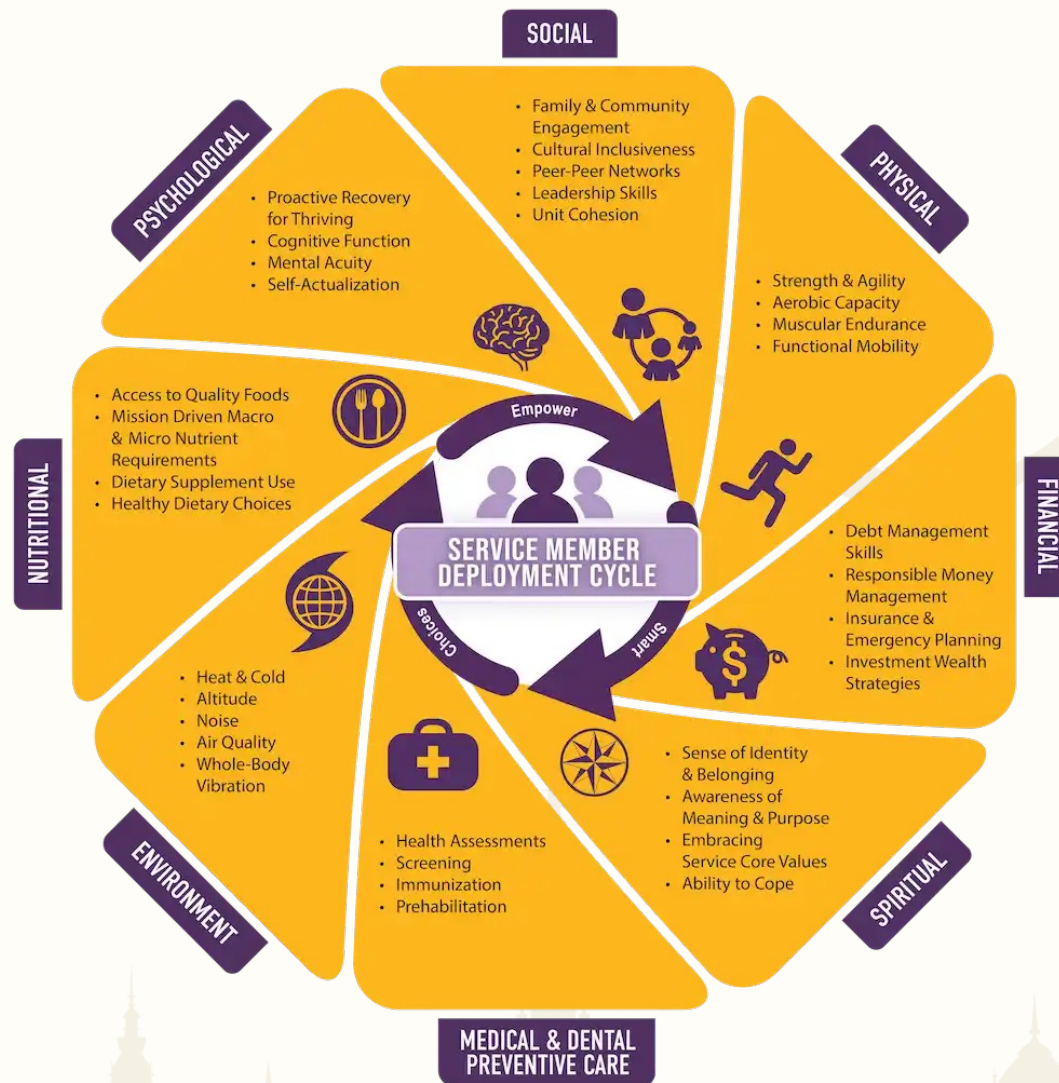 SOCIAL
• Family & Community
Engagement
• Cultural Inclusiveness
• Peer-Peer Networks
• Leadership Skills
• Unit Cohesion
PHYSICAL
• Strength & Agility
• Aerobic Capacity
• Muscular Endurance
• Functional Mobility
FINANCIAL
• Debt Management
Skills
• Responsible Money
Management
• Insurance &
Emergency Planning
• Investment Wealth
Strategies
$
SPIRITUAL
• Sense of Identity
& Belonging
• Awareness of
Meaning & Purpose
• Embracing
Service Core Values
• Ability to Cope
MEDICAL & DENTAL
PREVENTIVE CARE
• Health Assessments
• Screening
• Immunization
• Prehabilitation
ENVIRONMENT
• Heat & Cold
• Altitude
• Noise
• Air Quality
• Whole-Body
Vibration
NUTRITIONAL
• Access to Quality Foods
• Mission Driven Macro
& Micro Nutrient
Requirements
• Dietary Supplement Use
• Healthy Dietary Choices
PSYCHOLOGICAL
• Proactive Recovery
for Thriving
• Cognitive Function
• Mental Acuity
• Self-Actualization
Empower
Smart
Choices
SERVICE MEMBER
DEPLOYMENT CYCLE